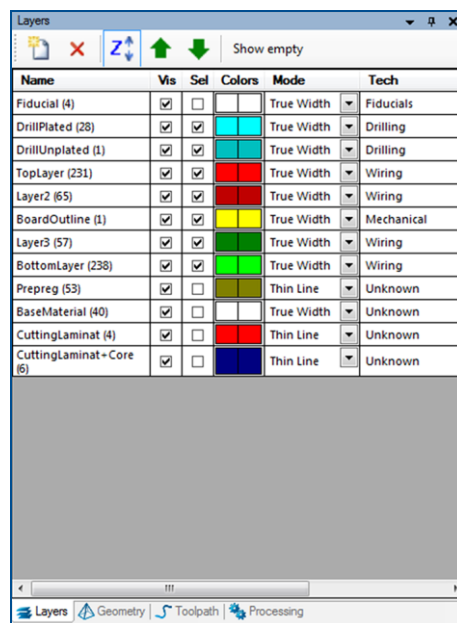 Layers
Z Show empty
Name Vis Sel Colors Mode Tech
Fiducial (4) True Width Fiducials
DrillPlated (28) True Width Drilling
DrillUnplated (1) True Width Drilling
TopLayer (231) True Width Wiring
Layer2 (65) True Width Wiring
BoardOutline (1) True Width Mechanical
Layer3 (57) True Width Wiring
BottomLayer (238) True Width Wiring
Prepreg (53) Thin Line Unknown
BaseMaterial (40) True Width Unknown
CuttingLaminat (4) Thin Line Unknown
CuttingLaminat+Core Thin Line Unknown
(6)
Layers Geometry Toolpath Processing